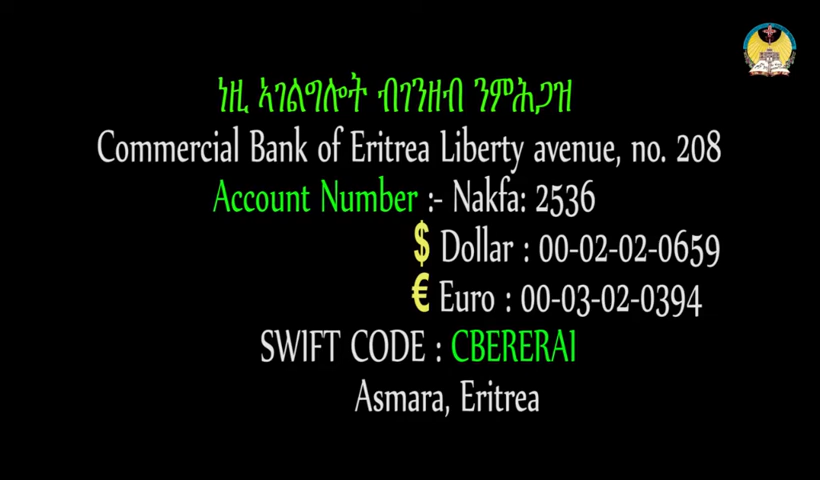 ነዚ ኣገልግሎት ብገንዘብ ንምሕጋዝ
Commercial Bank of Eritrea Liberty avenue, no. 208
Account Number :- Nakfa: 2536
$ Dollar : 00-02-02-0659
€ Euro : 00-03-02-0394
SWIFT CODE : CBERERAI
Asmara, Eritrea